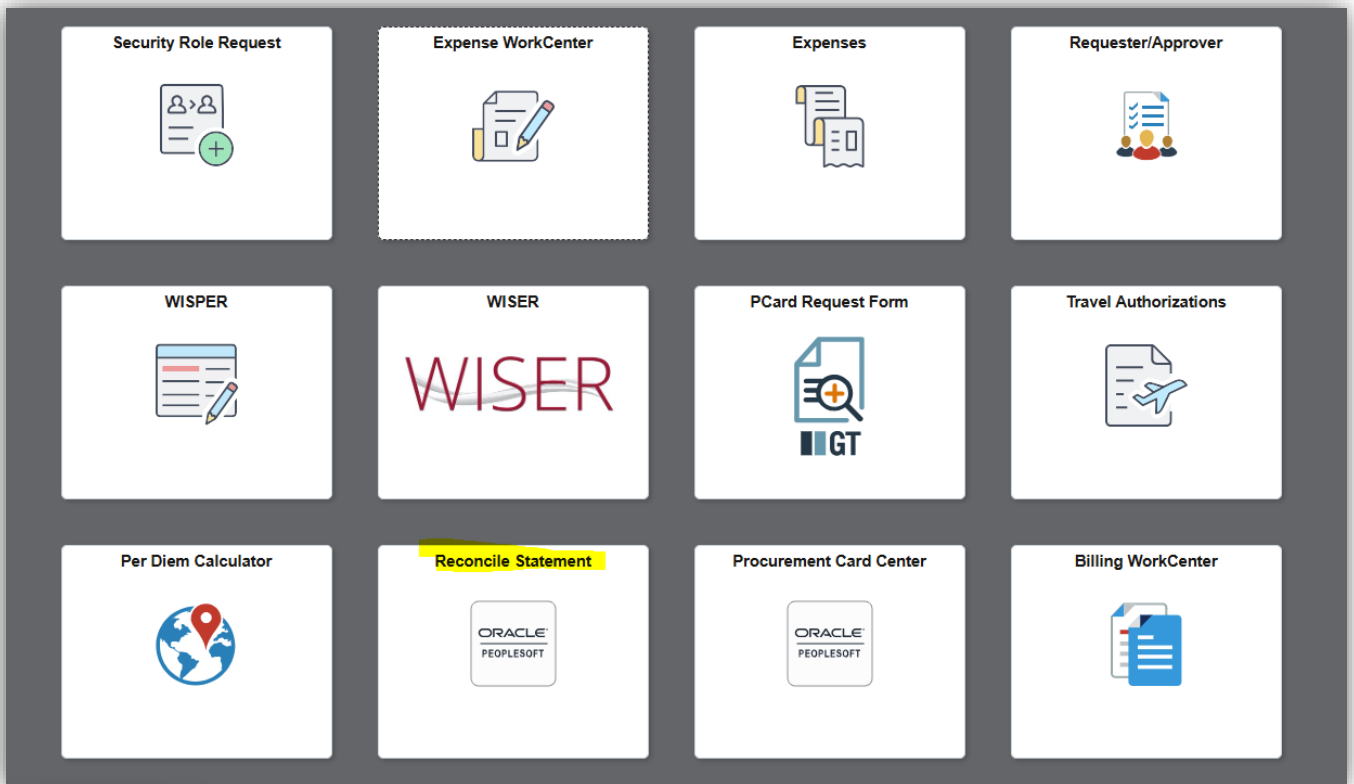 Security Role Request
Expense WorkCenter
Expenses
Requester/Approver
WISPER
WISER
PCard Request Form
Travel Authorizations
WISER
GT
Per Diem Calculator
Reconcile Statement
Procurement Card Center
Billing WorkCenter
ORACLE'
PEOPLESOFT
ORACLE'
PEOPLESOFT